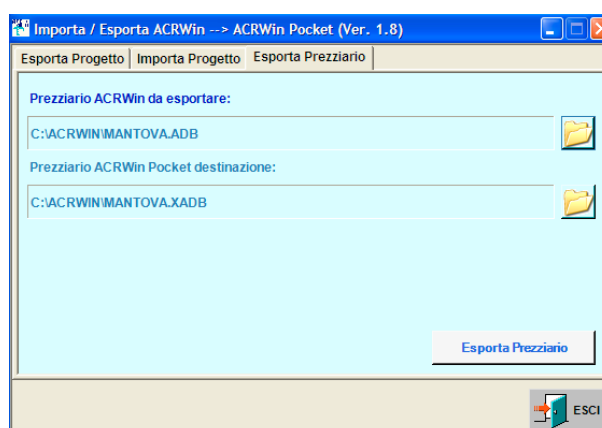 Importa / Esporta ACRWin --> ACRWin Pocket (Ver. 1.8)
Esporta Progetto Importa Progetto Esporta Prezziario
Prezziario ACRWin da esportare:
C:\ACRWIN\MANTOVA.ADB
Prezziario ACRWin Pocket destinazione:
C:\ACRWIN\MANTOVA.XADB
Esporta Prezziario
ESCI